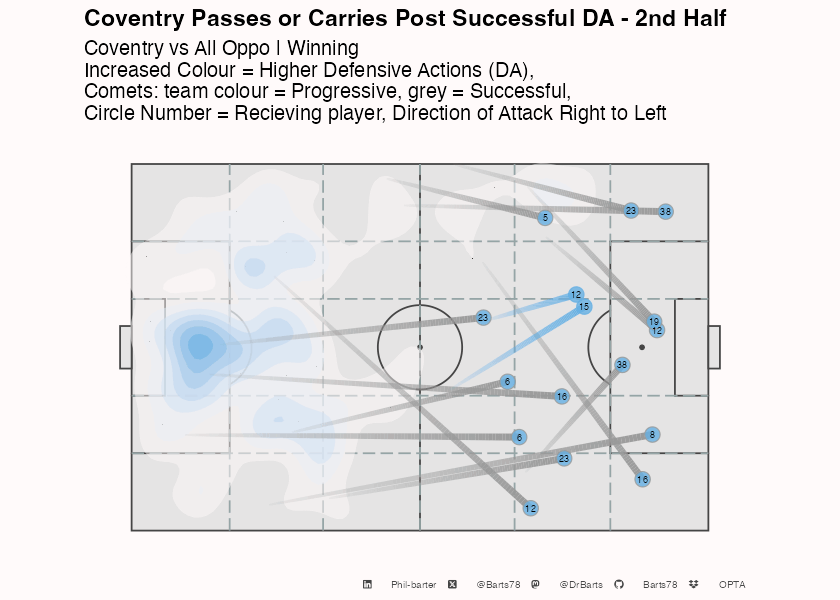 Coventry Passes or Carries Post Successful DA - 2nd Half
Coventry vs All Oppo | Winning
Increased Colour = Higher Defensive Actions (DA),
Comets: team colour = Progressive, grey = Successful,
Circle Number = Recieving player, Direction of Attack Right to Left
5
23
38
12
15
23
19
12
38
6
16
6
8
23
16
12
Phil-barter @Barts78 @DrBarts Barts78 OPTA